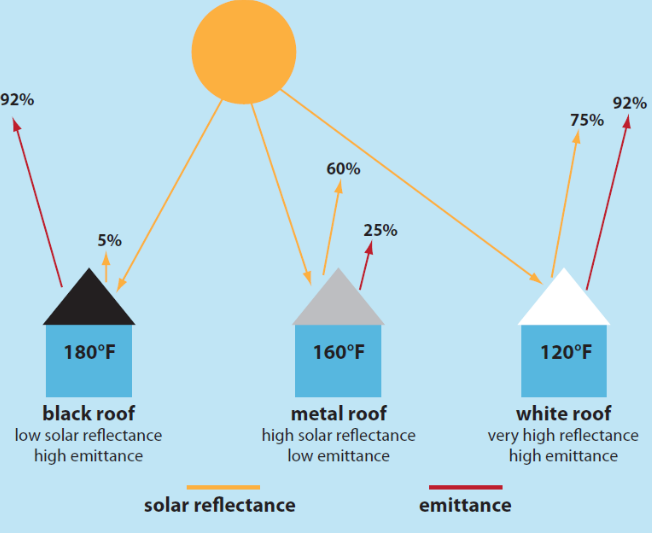 92%
75%
92%
60%
5%
25%
180°F
160°F
120°F
black roof
low solar reflectance
high emittance
metal roof
high solar reflectance
low emittance
white roof
very high reflectance
high emittance
solar reflectance
emittance